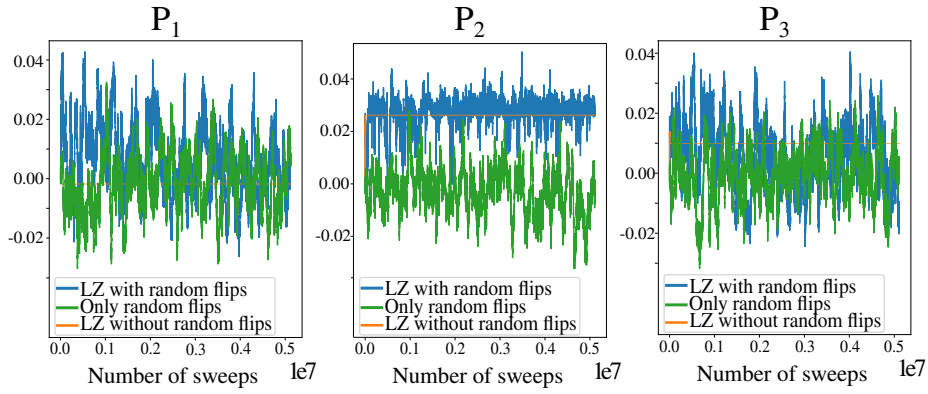 P1
0.04
0.02
0.00
-0.02
LZ with random flips
Only random flips
LZ without random flips
0.0 0.1 0.2 0.3 0.4 0.5
Number of sweeps 1e7
P2
0.04
0.02
0.00
-0.02
LZ with random flips
Only random flips
LZ without random flips
0.0 0.1 0.2 0.3 0.4 0.5
Number of sweeps 1e7
P3
0.04
0.02
0.00
-0.02
LZ with random flips
Only random flips
LZ without random flips
0.0 0.1 0.2 0.3 0.4 0.5
Number of sweeps 1e7